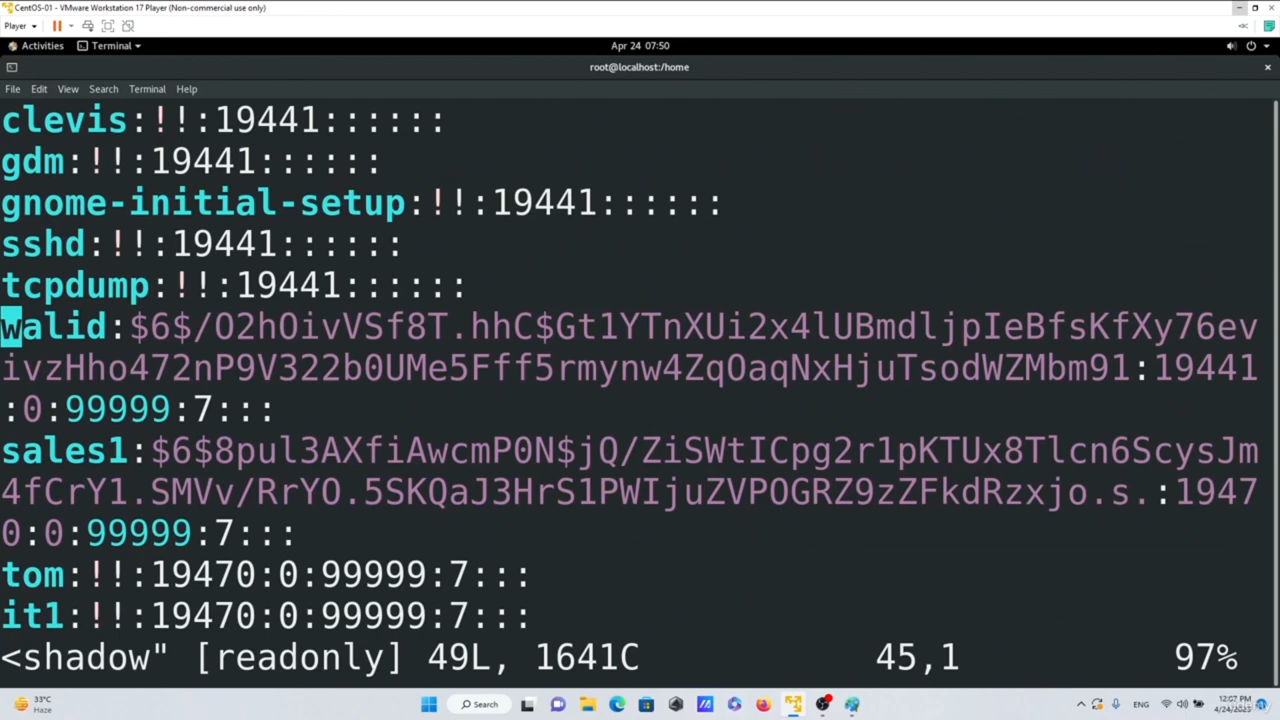 CentOS-01 - VMware Workstation 17 Player (Non-commercial use only)
Player
Activities Terminal Apr 24 07:50
root@localhost:/home
File Edit View Search Terminal Help
clevis:!!:19441::::::
gdm:!!:19441::::::
gnome-initial-setup:!!:19441::::::
sshd:!!:19441::::::
tcpdump:!!:19441::::::
walid:$6$/O2hOivVSf8T.hhC$Gt1YTnXUi2x4lUBmdljpIeBfsKfXy76ev
ivzHho472nP9V322b0UMe5Fff5rmynw4ZqOaqNxHjuTsodWZMbm91:19441
:0:99999:7:::
sales1:$6$8pul3AXfiAwcmP0N$jQ/ZiSWtICpg2r1pKTUx8Tlcn6ScysJm
4fCrY1.SMVv/RrYO.5SKQaJ3HrS1PWIjuZVPOGRZ9zZFkdRzxjo.s.:1947
0:0:99999:7:::
tom:!!:19470:0:99999:7:::
it1:!!:19470:0:99999:7:::
<shadow" [readonly] 49L, 1641C 45,1 97%
33°C
Haze
Search
ENG
12:07 PM
4/24/2023